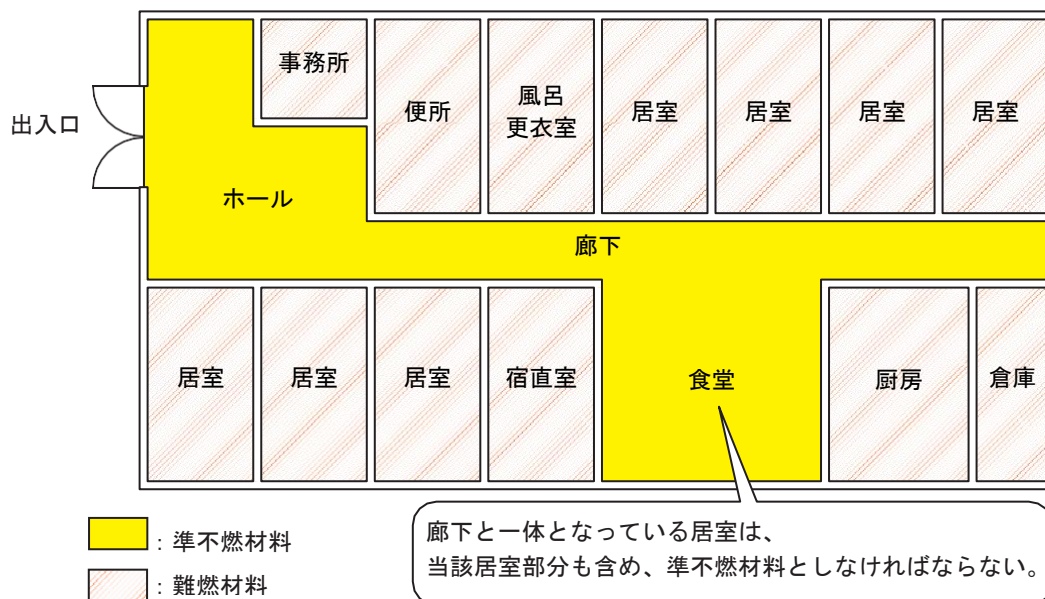 事務所
便所
風呂
更衣室
居室
居室
居室
居室
出入口
ホール
廊下
居室
居室
居室
宿直室
食堂
厨房
倉庫
：準不燃材料
：難燃材料
廊下と一体となっている居室は、
当該居室部分も含め、準不燃材料としなければならない。